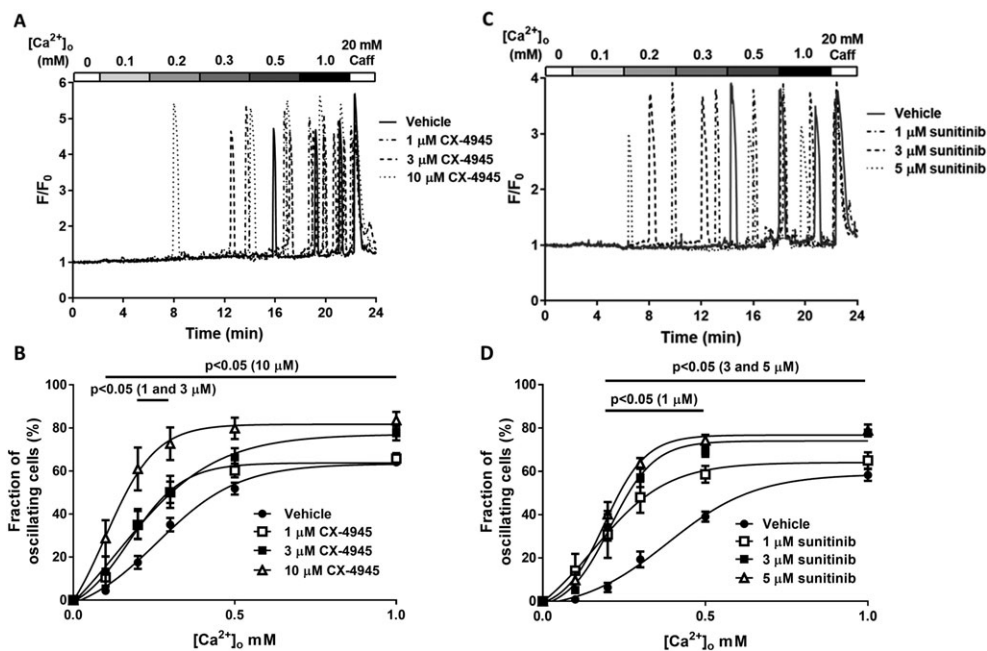 A
[Ca²⁺]ₒ
(mM)
0 0.1 0.2 0.3 0.5 1.0
20 mM
Caff
6
5
4
3
2
1
0
F/F₀
0 4 8 12 16 20 24
Time (min)
Vehicle
1 μM CX-4945
3 μM CX-4945
10 μM CX-4945
C
[Ca²⁺]ₒ
(mM)
0 0.1 0.2 0.3 0.5 1.0
20 mM
Caff
4
3
2
1
0
F/F₀
0 4 8 12 16 20 24
Time (min)
Vehicle
1 μM sunitinib
3 μM sunitinib
5 μM sunitinib
B
p<0.05 (10 μM)
p<0.05 (1 and 3 μM)
100
80
60
40
20
0
Fraction of
oscillating cells (%)
Vehicle
1 μM CX-4945
3 μM CX-4945
10 μM CX-4945
0.0 0.5 1.0
[Ca²⁺]ₒ mM
D
p<0.05 (3 and 5 μM)
p<0.05 (1 μM)
100
80
60
40
20
0
Fraction of
oscillating cells (%)
Vehicle
1 μM sunitinib
3 μM sunitinib
5 μM sunitinib
0.0 0.5 1.0
[Ca²⁺]ₒ mM